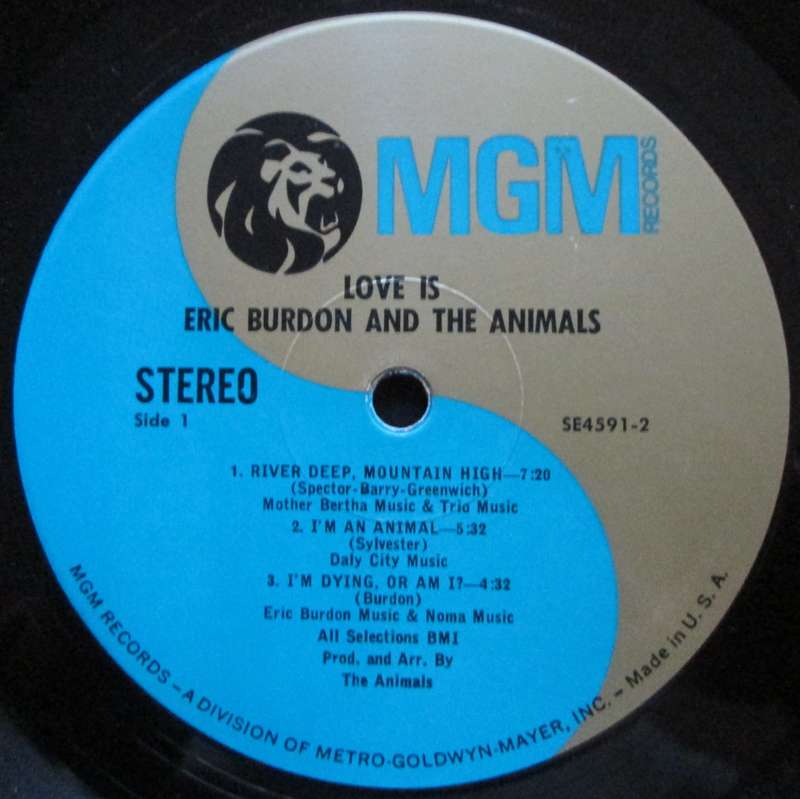 MGM
RECORDS
LOVE IS
ERIC BURDON AND THE ANIMALS
STEREO
Side 1
SE4591-2
1. RIVER DEEP, MOUNTAIN HIGH—7:20
(Spector-Barry-Greenwich)
Mother Bertha Music & Trio Music
2. I'M AN ANIMAL—5:32
(Sylvester)
Daly City Music
3. I'M DYING, OR AM I?—4:32
(Burdon)
Eric Burdon Music & Noma Music
All Selections BMI
Prod. and Arr. By
The Animals
MGM RECORDS – A DIVISION OF METRO-GOLDWYN-MAYER, INC. – Made in U. S. A.